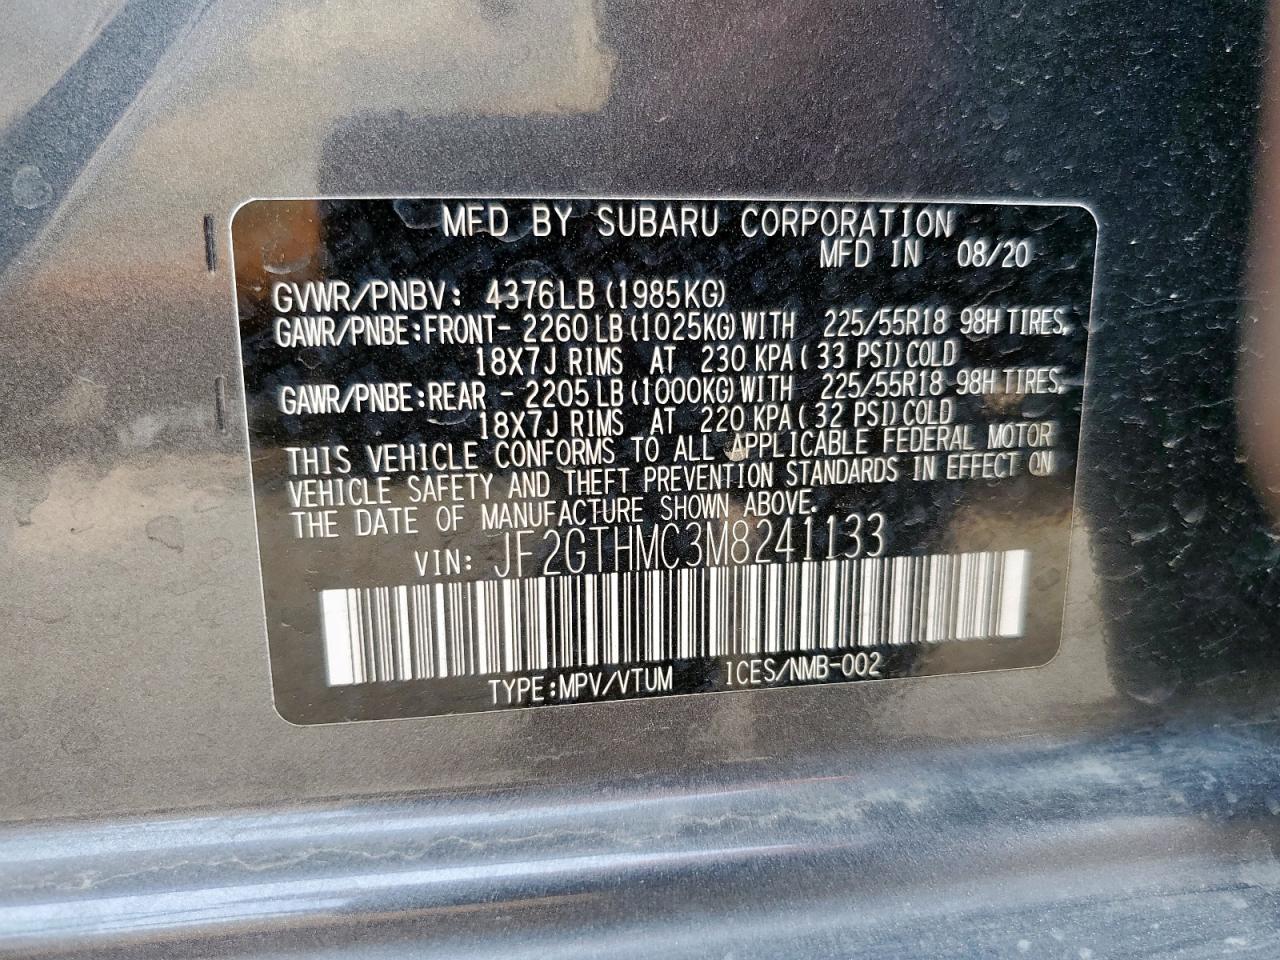 MFD BY SUBARU CORPORATION
MFD IN 08/20
GVWR/PNBV: 4376LB (1985KG)
GAWR/PNBE:FRONT- 2260 LB (1025KG) WITH 225/55R18 98H TIRES,
18X7J RIMS AT 230 KPA ( 33 PSI) COLD
GAWR/PNBE:REAR - 2205 LB (1000KG) WITH 225/55R18 98H TIRES,
18X7J RIMS AT 220 KPA ( 32 PSI) COLD
THIS VEHICLE CONFORMS TO ALL APPLICABLE FEDERAL MOTOR
VEHICLE SAFETY AND THEFT PREVENTION STANDARDS IN EFFECT ON
THE DATE OF MANUFACTURE SHOWN ABOVE.
VIN: JF2GTHMC3M8241133
TYPE:MPV/VTUM ICES/NMB-002